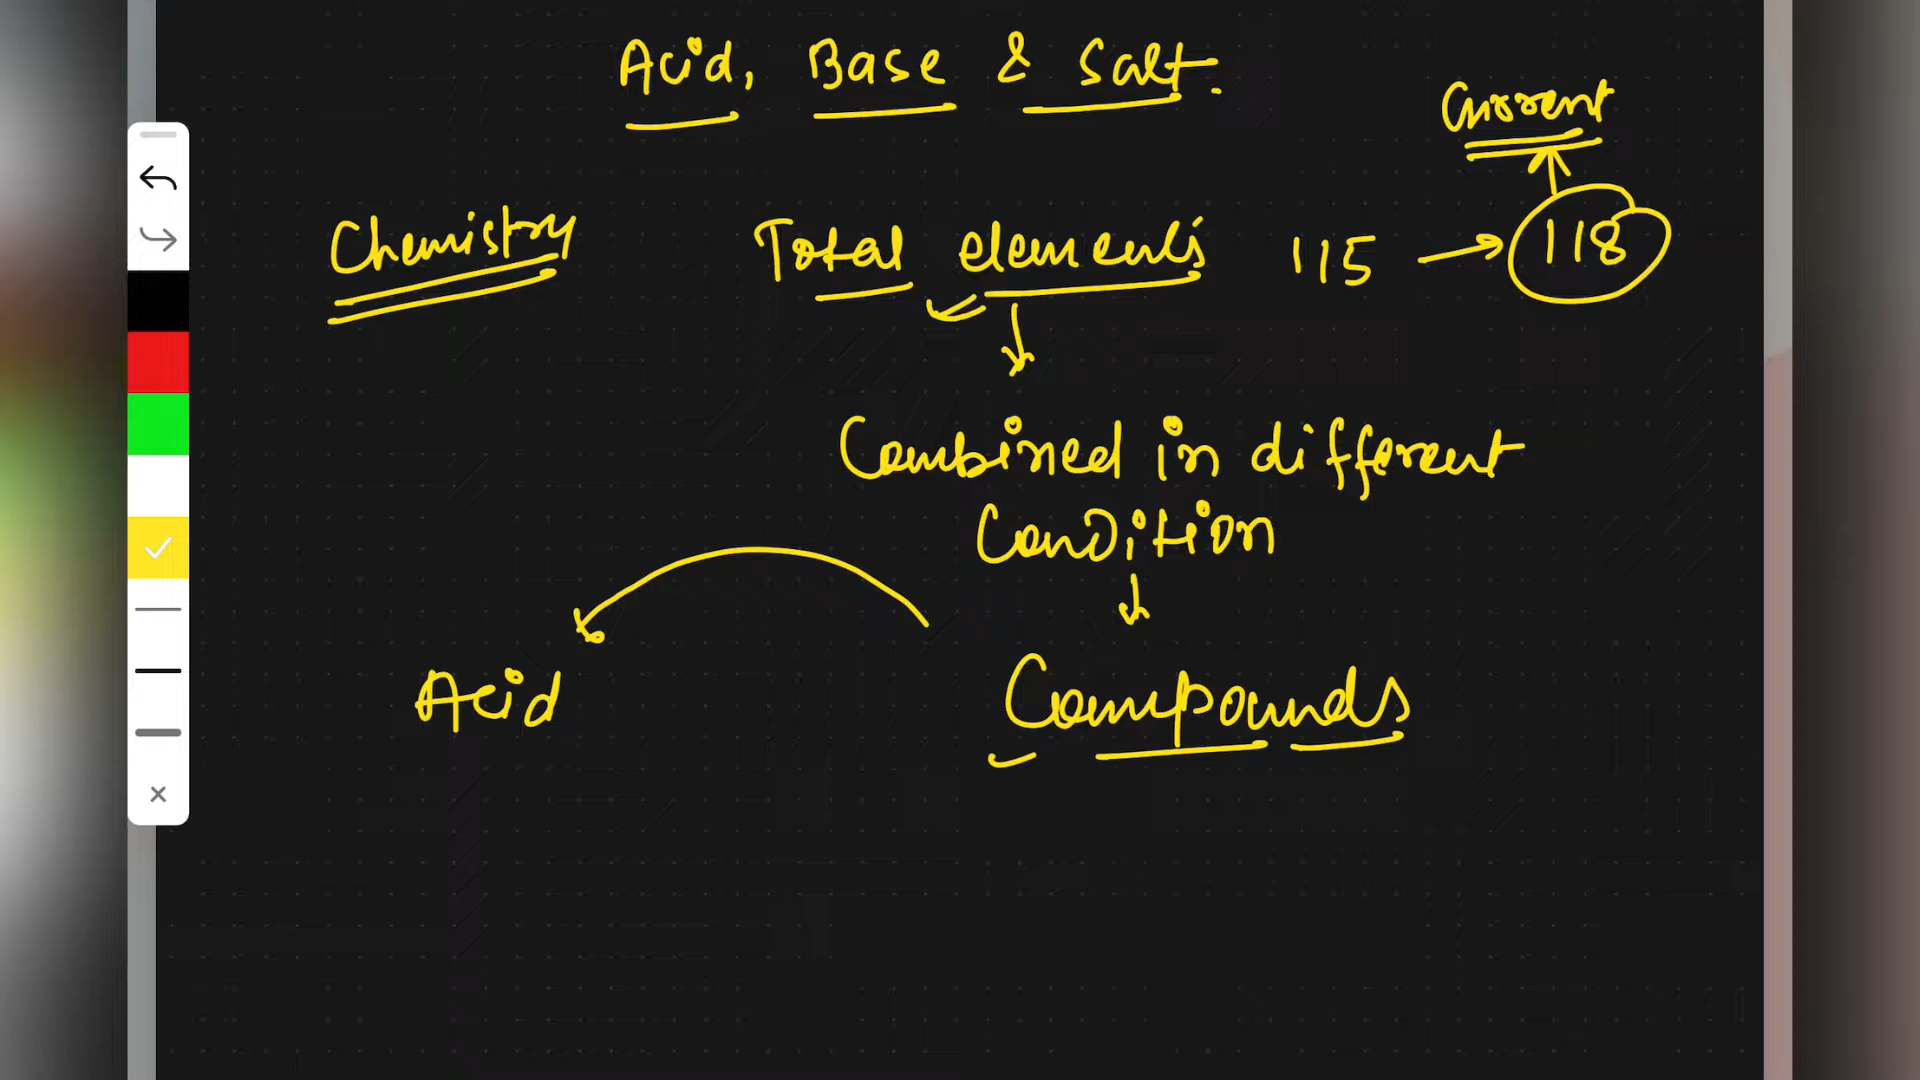 Acid, Base & Salt.
Current
Chemistry Total elements 115 → 118
Combined in different
Condition
Acid Compounds